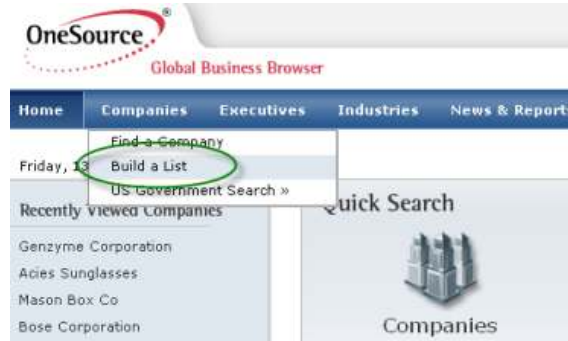 OneSource
Global Business Browser
Home Companies Executives Industries News & Report
Find a Company
Friday, 13 Build a List
US Government Search »
Recently Viewed Companies
Quick Search
Genzyme Corporation
Acies Sunglasses
Mason Box Co
Bose Corporation
Companies